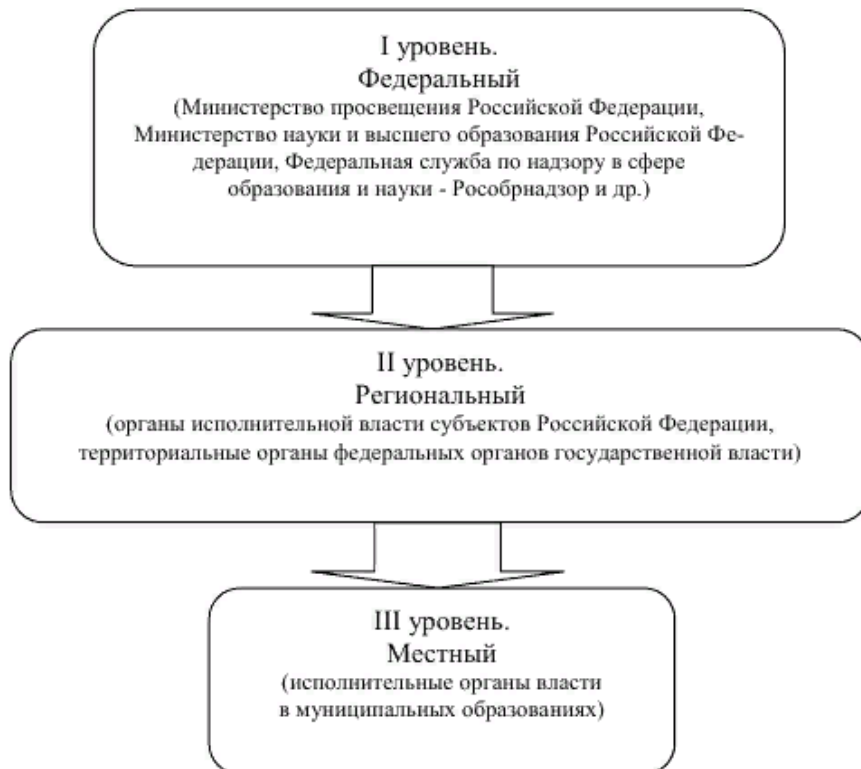 I уровень.
Федеральный
(Министерство просвещения Российской Федерации,
Министерство науки и высшего образования Российской Фе-
дерации, Федеральная служба по надзору в сфере
образования и науки - Рособрнадзор и др.)
II уровень.
Региональный
(органы исполнительной власти субъектов Российской Федерации,
территориальные органы федеральных органов государственной власти)
III уровень.
Местный
(исполнительные органы власти
в муниципальных образованиях)